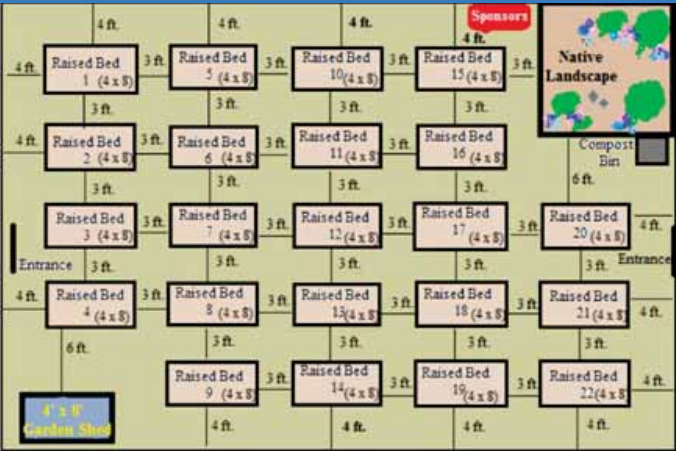 4 ft.
4 ft.
4 ft.
Sponsors
4 ft.
4 ft.
Raised Bed
1 (4 x 8)
3 ft.
Raised Bed
5 (4 x 8)
3 ft.
Raised Bed
10 (4 x 8)
3 ft.
Raised Bed
15 (4 x 8)
3 ft.
Native
Landscape
3 ft.
3 ft.
3 ft.
3 ft.
4 ft.
Raised Bed
2 (4 x 8)
3 ft.
Raised Bed
6 (4 x 8)
3 ft.
Raised Bed
11 (4 x 8)
3 ft.
Raised Bed
16 (4 x 8)
Compost
Bin
3 ft.
3 ft.
3 ft.
3 ft.
6 ft.
Raised Bed
3 (4 x 8)
3 ft.
Raised Bed
7 (4 x 8)
3 ft.
Raised Bed
12 (4 x 8)
3 ft.
Raised Bed
17 (4 x 8)
3 ft.
Raised Bed
20 (4 x 8)
4 ft.
Entrance
3 ft.
3 ft.
3 ft.
3 ft.
3 ft.
Entrance
4 ft.
Raised Bed
4 (4 x 8)
3 ft.
Raised Bed
8 (4 x 8)
3 ft.
Raised Bed
13 (4 x 8)
3 ft.
Raised Bed
18 (4 x 8)
3 ft.
Raised Bed
21 (4 x 8)
4 ft.
6 ft.
3 ft.
3 ft.
3 ft.
3 ft.
Raised Bed
9 (4 x 8)
3 ft.
Raised Bed
14 (4 x 8)
3 ft.
Raised Bed
19 (4 x 8)
3 ft.
Raised Bed
22 (4 x 8)
4 ft.
4' x 8'
Garden Shed
4 ft.
4 ft.
4 ft.
4 ft.